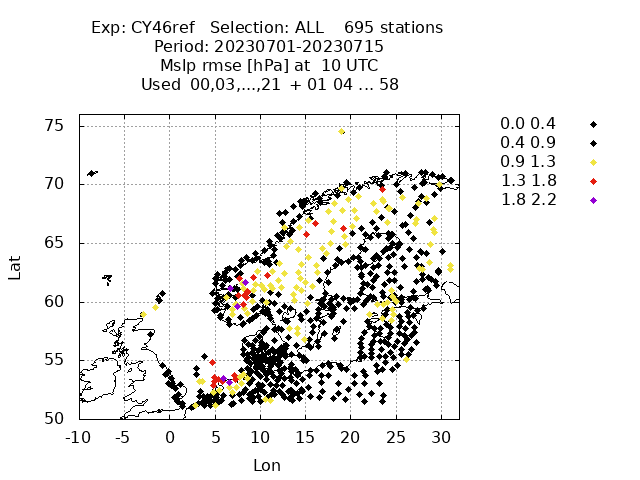 Exp: CY46ref Selection: ALL 695 stations
Period: 20230701-20230715
Mslp rmse [hPa] at 10 UTC
Used 00,03,...,21 + 01 04 ... 58
0.0 0.4
0.4 0.9
0.9 1.3
1.3 1.8
1.8 2.2
75
70
65
60
55
50
Lat
-10 -5 0 5 10 15 20 25 30
Lon